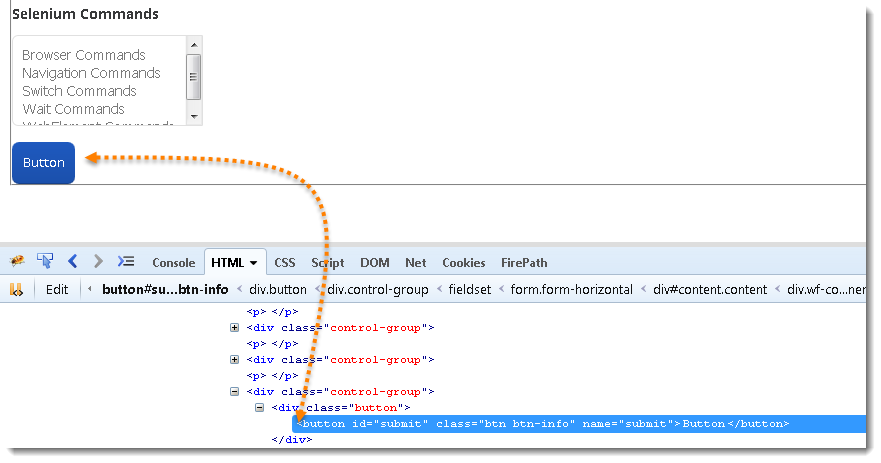 Selenium Commands
Browser Commands
Navigation Commands
Switch Commands
Wait Commands
WebElement Commands
Button
Console HTML CSS Script DOM Net Cookies FirePath
Edit button#su...btn-info < div.button < div.control-group < fieldset < form.form-horizontal < div#content.content < div.wf-co...ner
<p> </p>
<div class="control-group">
<p> </p>
<div class="control-group">
<p> </p>
<div class="control-group">
<div class="button">
<button id="submit" class="btn btn-info" name="submit">Button</button>
</div>